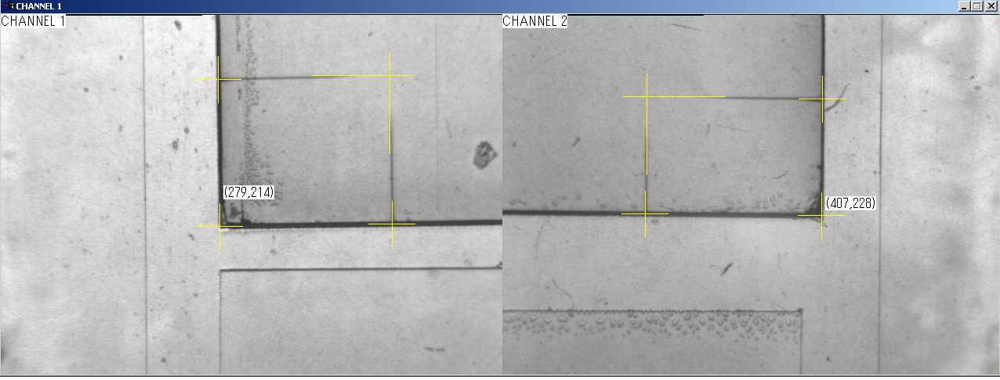 CHANNEL 1
CHANNEL 1
CHANNEL 2
(279,214)
(407,228)